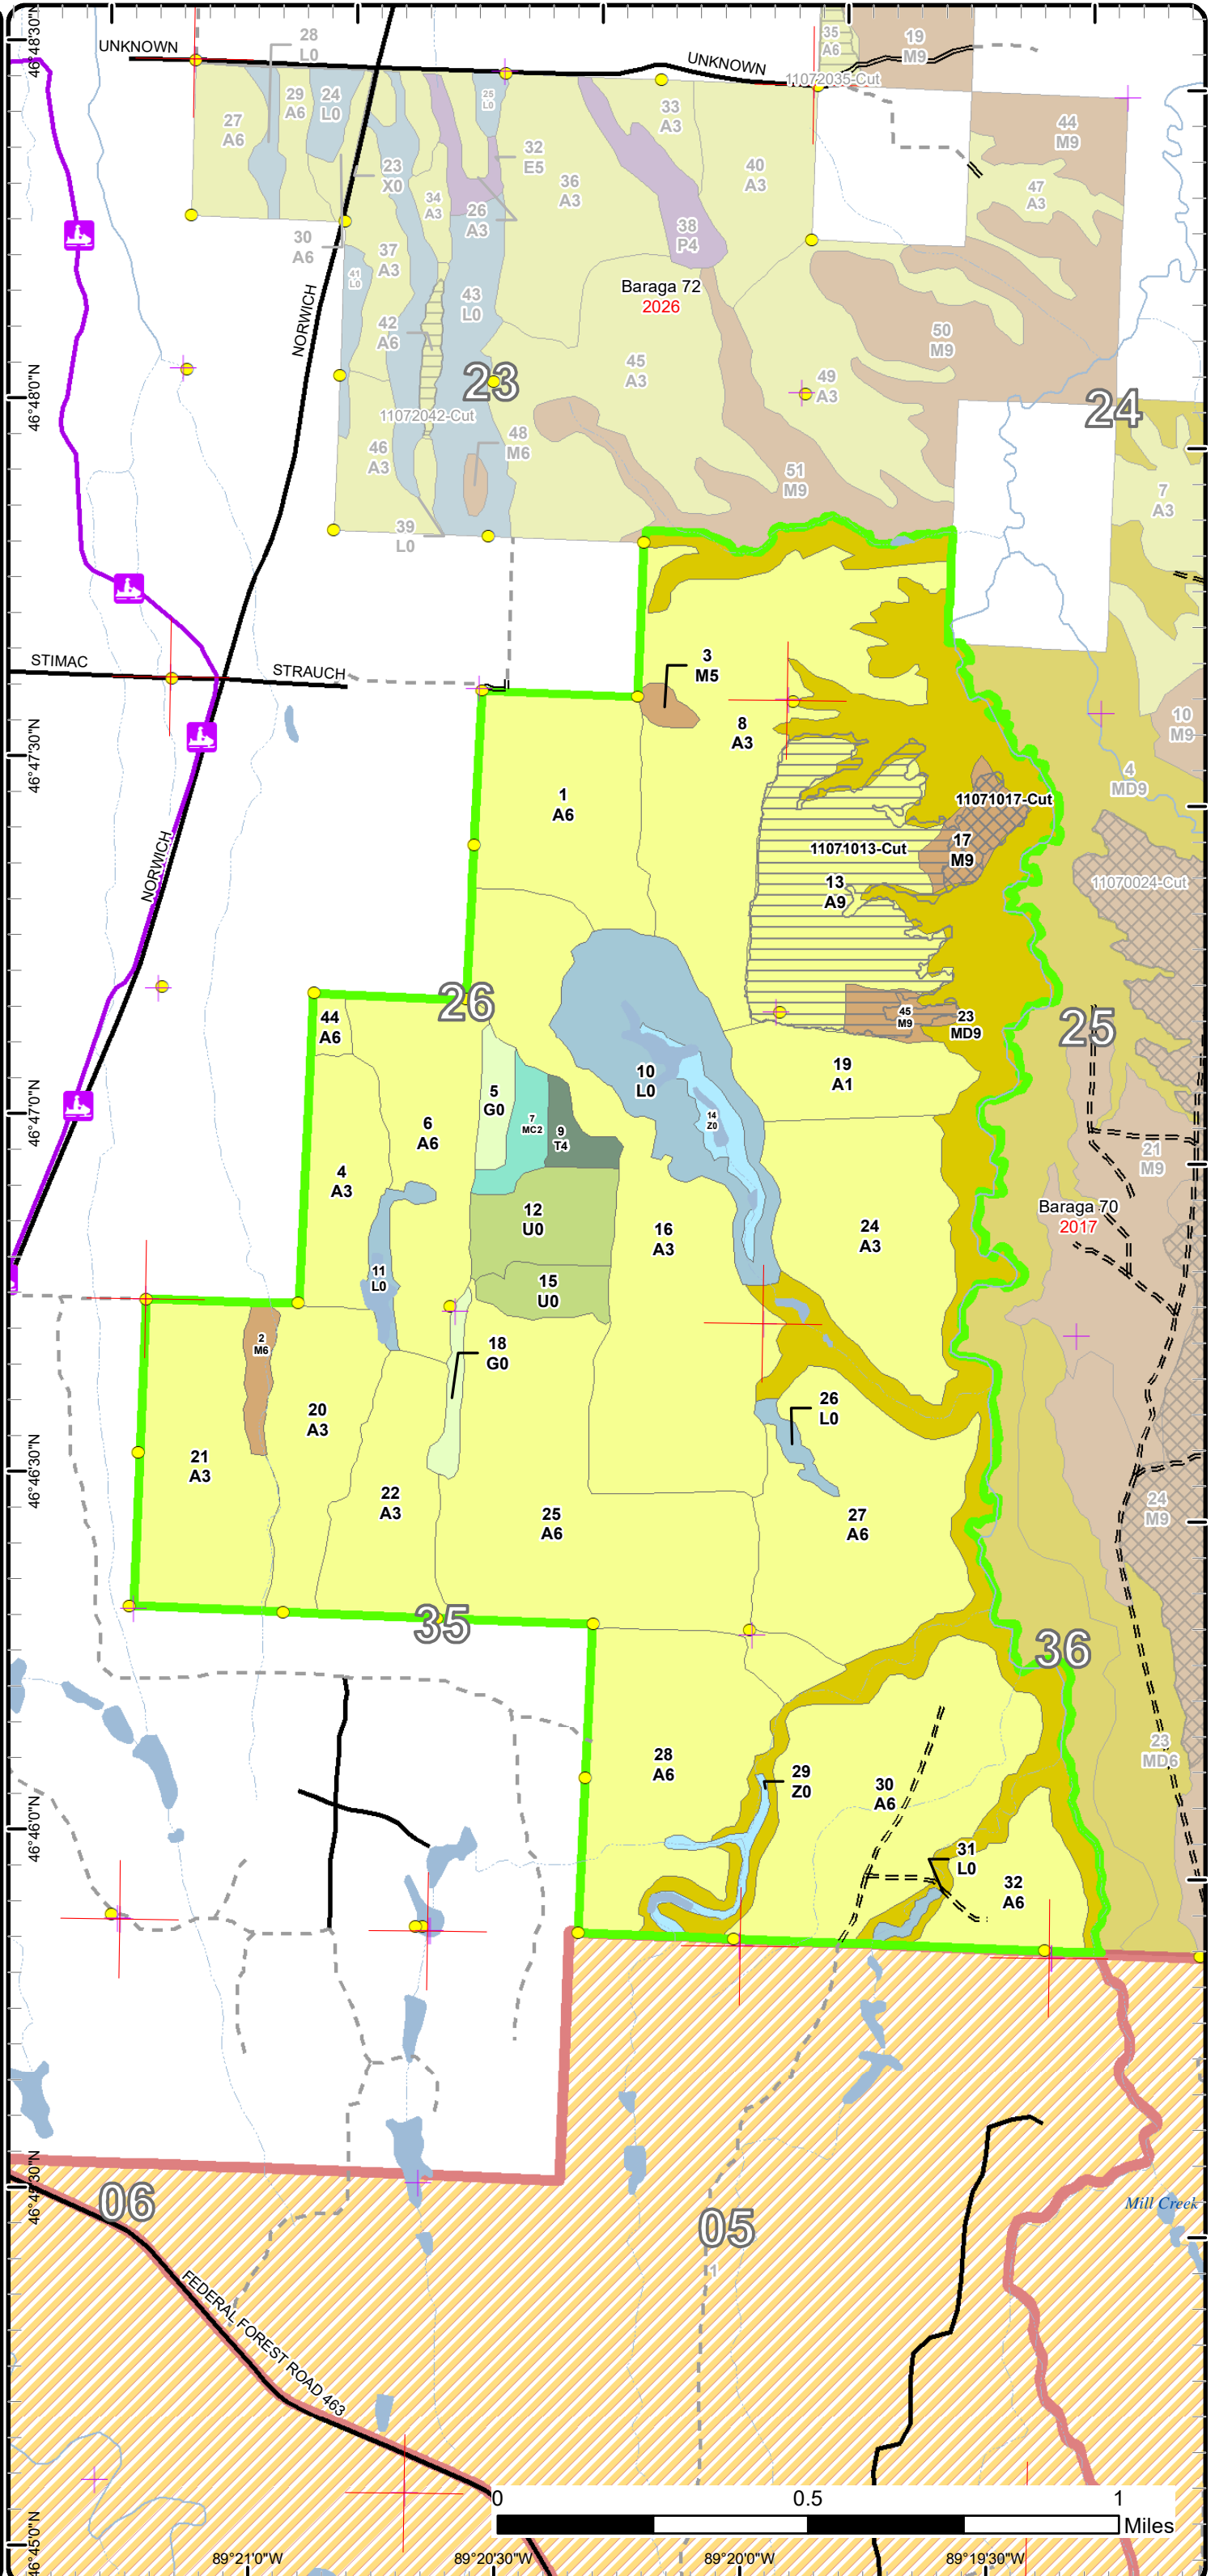 UNKNOWN
28
L0
UNKNOWN
35
A6
19
M9
11072035-Cut
46°48'30"N
27
A6
29
A6
24
L0
25
L0
33
A3
44
M9
32
E5
40
A3
23
X0
36
A3
34
A3
26
A3
47
A3
38
P4
30
A6
37
A3
41
L0
43
L0
Baraga 72
2026
NORWICH
42
A6
50
M9
45
A3
23
49
A3
46°48'0"N
24
11072042-Cut
46
A3
48
M6
51
M9
7
A3
39
L0
STIMAC
STRAUCH
3
M5
8
A3
10
M9
46°47'30"N
4
MD9
1
A6
11071017-Cut
17
M9
11071013-Cut
NORWICH
13
A9
11070024-Cut
26
44
A6
45
M9
23
MD9
25
10
L0
19
A1
5
G0
7
MC2
9
T4
14
Z0
46°47'0"N
6
A6
21
M9
4
A3
12
U0
16
A3
24
A3
Baraga 70
2017
11
L0
15
U0
2
M6
18
G0
26
L0
20
A3
21
A3
22
A3
25
A6
27
A6
46°46'30"N
24
M9
35
36
28
A6
29
Z0
30
A6
23
MD6
46°46'0"N
31
L0
32
A6
06
05
46°45'30"N
Mill Creek
1
FEDERAL FOREST ROAD 463
0
0.5
1
Miles
46°45'0"N
89°21'0"W
89°20'30"W
89°20'0"W
89°19'30"W